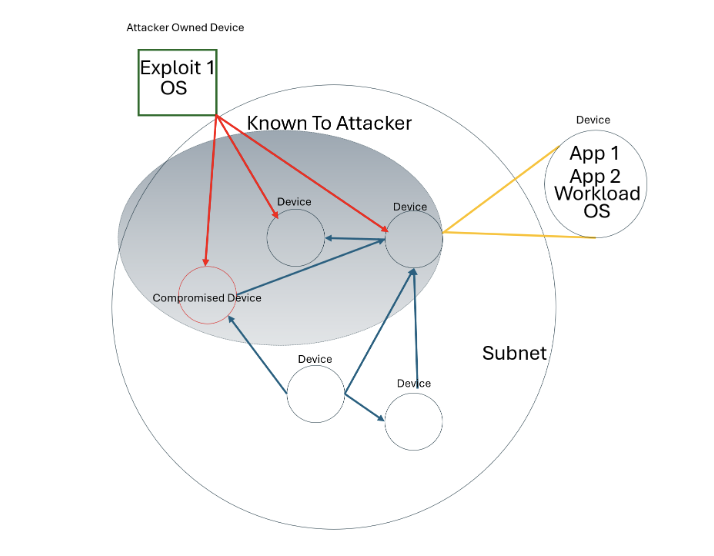 Attacker Owned Device
Exploit 1
OS
Known To Attacker
Device
App 1
App 2
Workload
OS
Device
Device
Compromised Device
Subnet
Device
Device